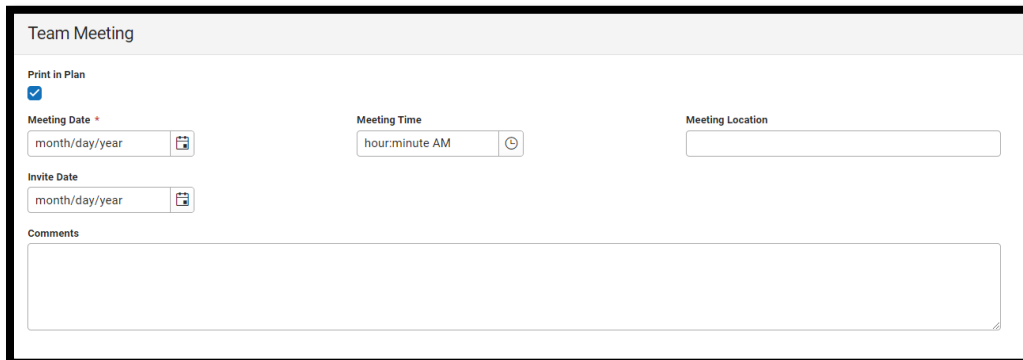 Team Meeting
Print in Plan
Meeting Date *
Meeting Time
Meeting Location
month/day/year
hour:minute AM
Invite Date
month/day/year
Comments